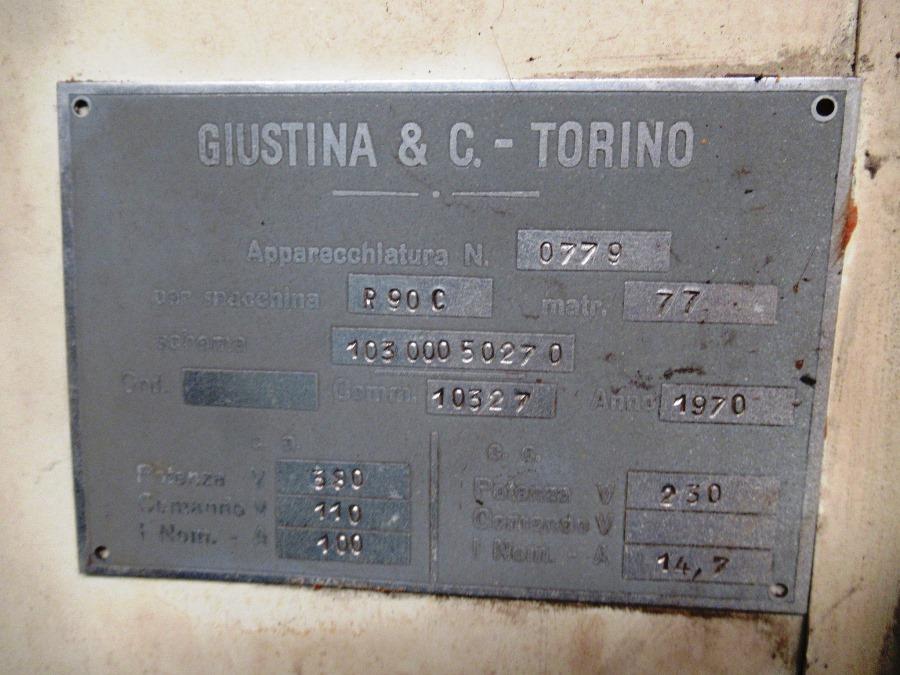 GIUSTINA & C. - TORINO
Apparecchiatura N. 0779
per macchina R 90 C matr. 77
schema 103 000 5027 0
Ord. Comm. 10327 Anno 1970
c. a. c. c.
Potenza V 380 Potenza V 230
Comando V 110 Comando V
I Nom. - A 100 I Nom. - A 14,7